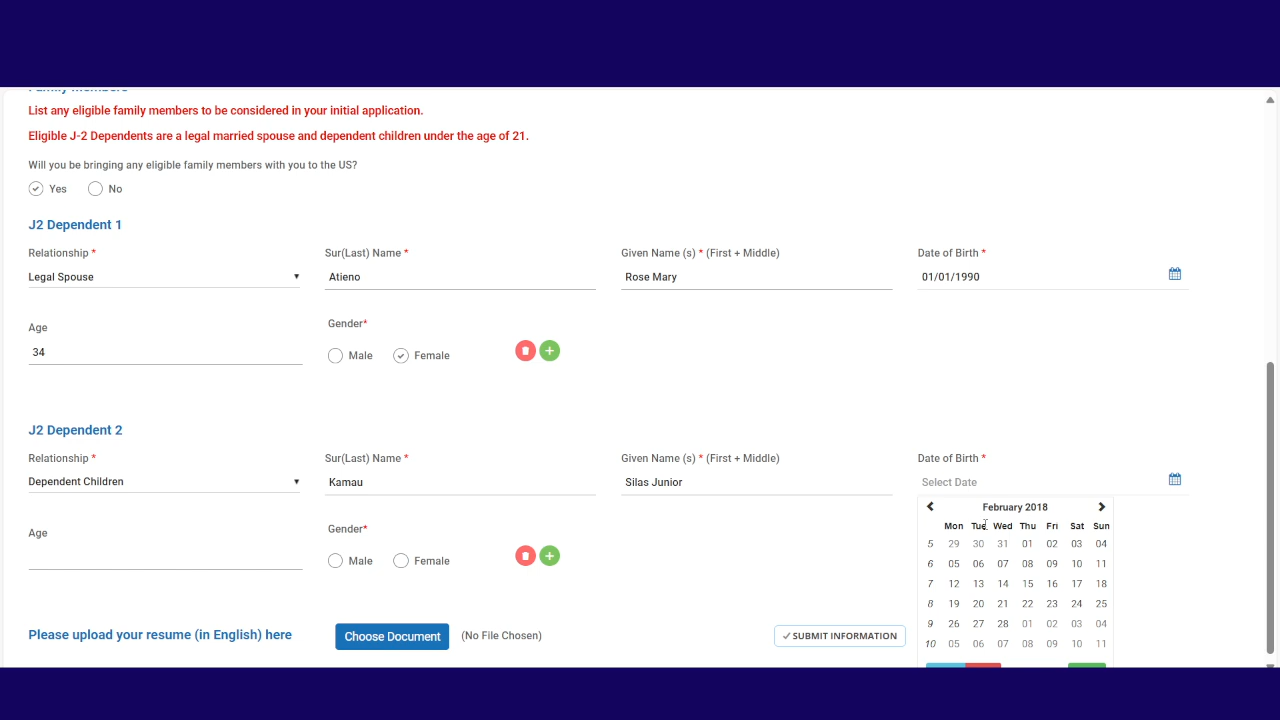 Family Members
List any eligible family members to be considered in your initial application.
Eligible J-2 Dependents are a legal married spouse and dependent children under the age of 21.
Will you be bringing any eligible family members with you to the US?
Yes No
J2 Dependent 1
Relationship * Sur(Last) Name * Given Name (s) * (First + Middle) Date of Birth *
Legal Spouse ▼ Atieno Rose Mary 01/01/1990
Age Gender*
34 Male Female
J2 Dependent 2
Relationship * Sur(Last) Name * Given Name (s) * (First + Middle) Date of Birth *
Dependent Children ▼ Kamau Silas Junior Select Date
February 2018
Mon Tue Wed Thu Fri Sat Sun
Age Gender*
5 29 30 31 01 02 03 04
Male Female
6 05 06 07 08 09 10 11
7 12 13 14 15 16 17 18
8 19 20 21 22 23 24 25
9 26 27 28 01 02 03 04
10 05 06 07 08 09 10 11
Please upload your resume (in English) here Choose Document (No File Chosen) ✓ SUBMIT INFORMATION